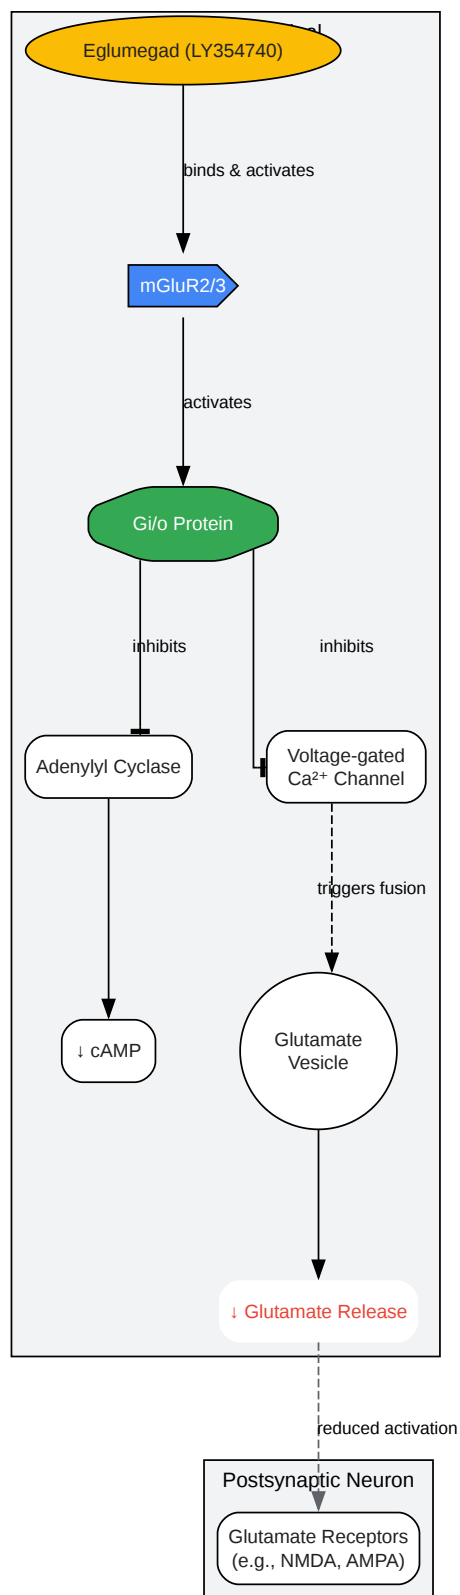 Eglumegad (LY354740)
binds & activates
mGluR2/3
activates
Gi/o Protein
inhibits
inhibits
Adenylyl Cyclase
Voltage-gated
Ca²⁺ Channel
triggers fusion
Glutamate
Vesicle
↓ cAMP
↓ Glutamate Release
reduced activation
Postsynaptic Neuron
Glutamate Receptors
(e.g., NMDA, AMPA)